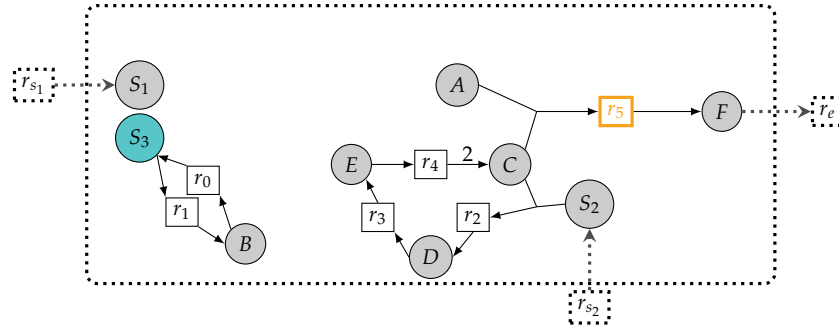 r_{s_1}
S_1
A
S_3
r_5
F
r_e
E
r_4
2
C
r_0
r_1
r_3
r_2
S_2
B
D
r_{s_2}